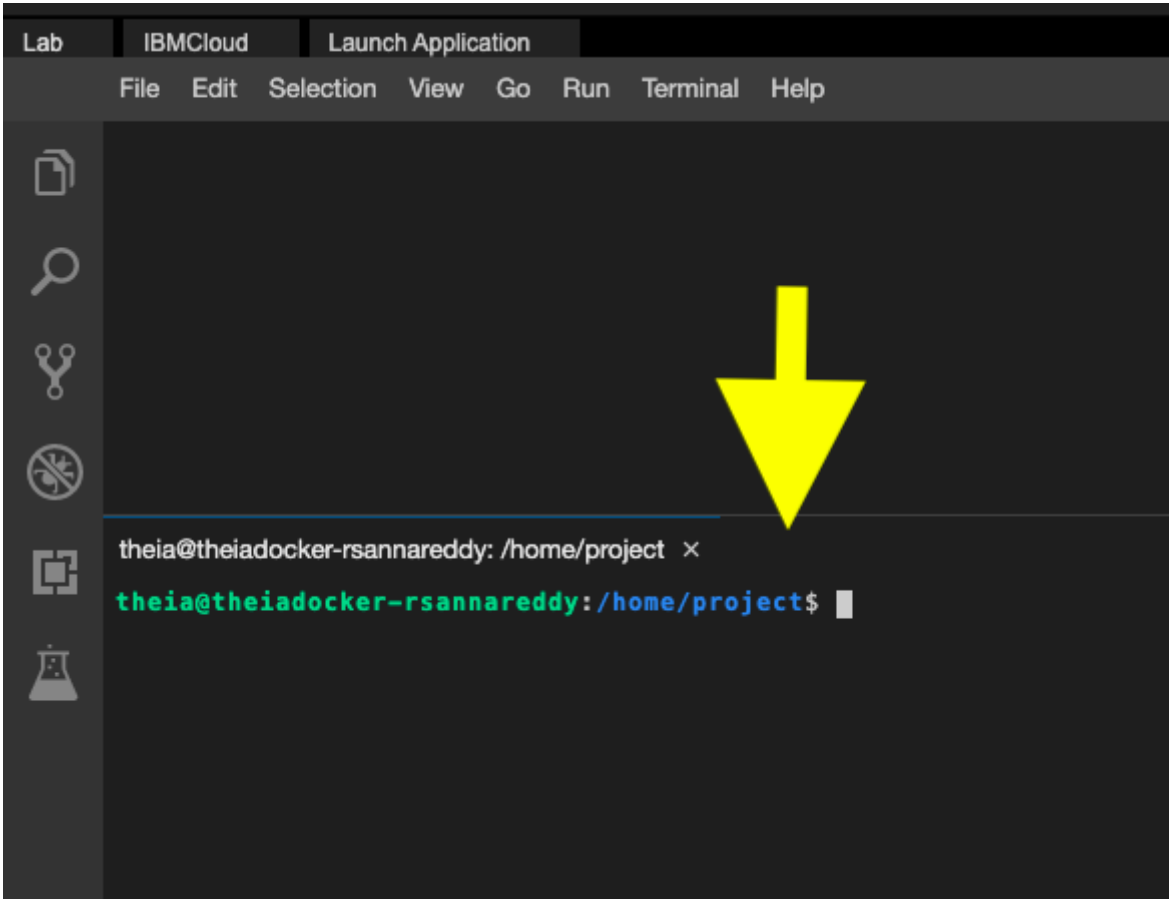 Lab IBMCloud Launch Application
File Edit Selection View Go Run Terminal Help
theia@theiadocker-rsannareddy: /home/project ×
theia@theiadocker-rsannareddy:/home/project$